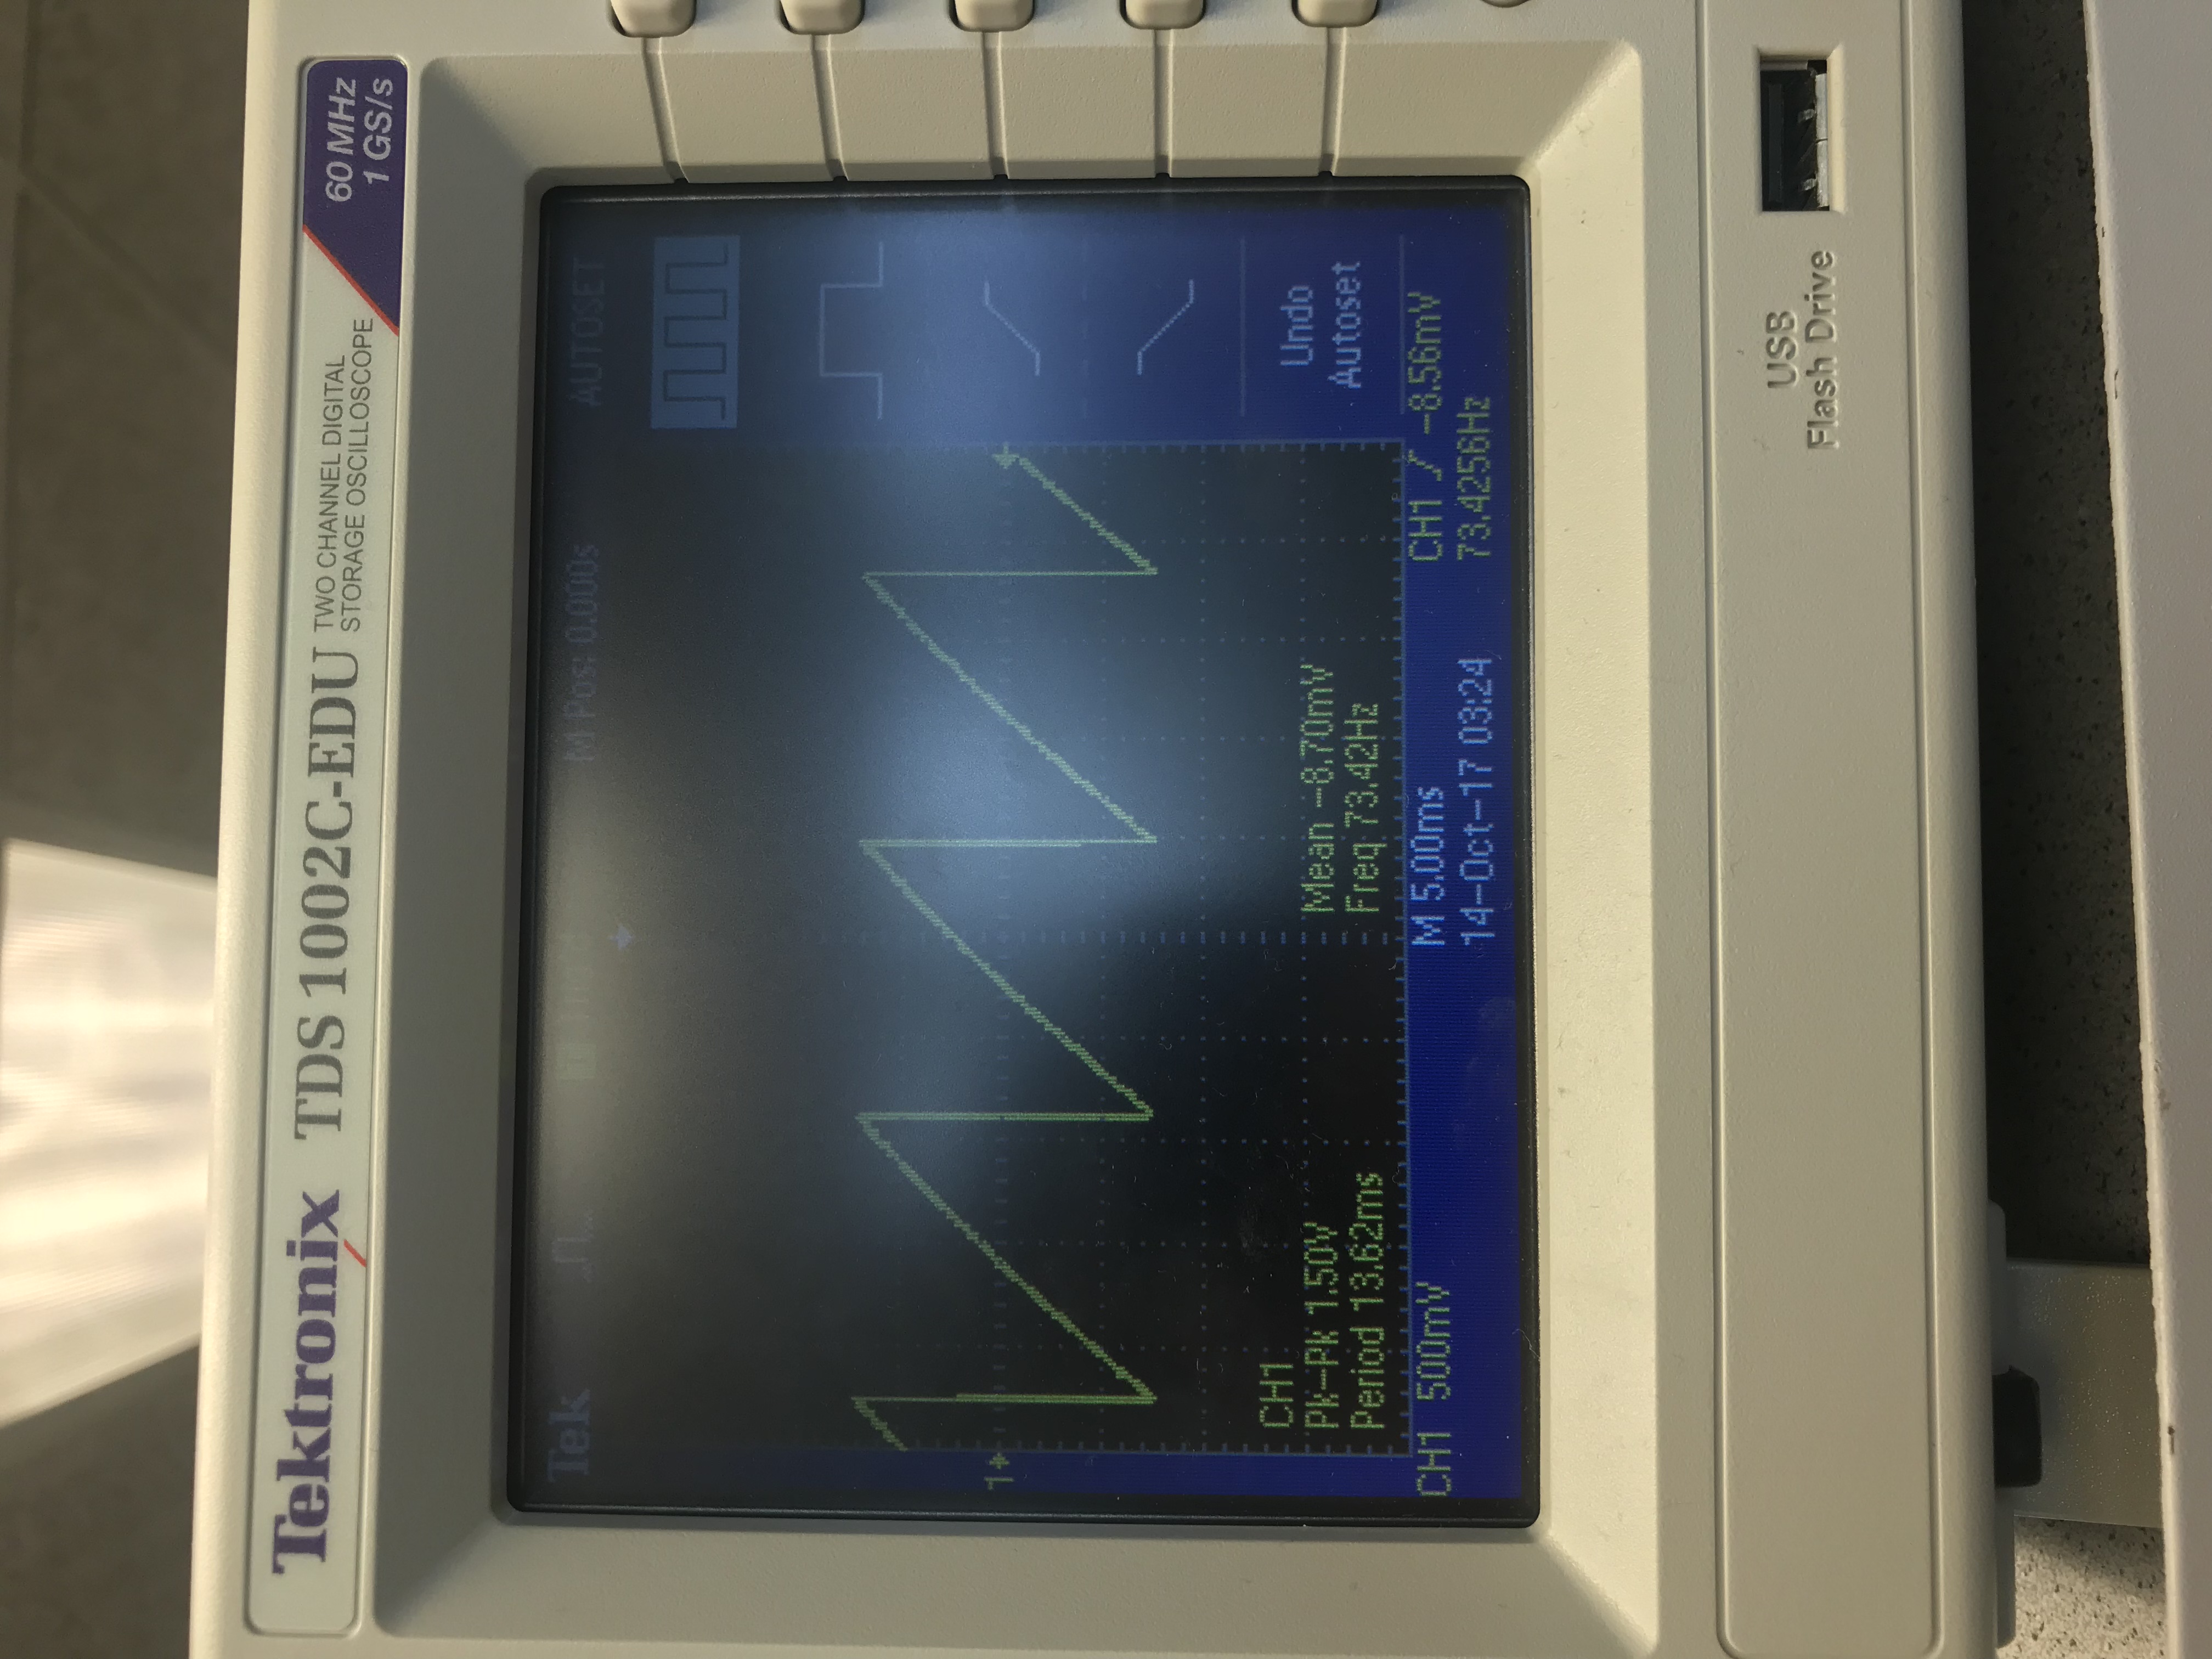 Tektronix TDS 1002C-EDU TWO CHANNEL DIGITAL
STORAGE OSCILLOSCOPE
60 MHz
1 GS/s
Tek M Pos: 0.000s AUTOSET
1
CH1
Pk-Pk 1.50V Mean -8.70mV
Period 13.62ms Freq 73.42Hz
Undo
Autoset
CH1 500mV M 5.00ms CH1 -8.56mV
14-Oct-17 03:24 73.4256Hz
USB
Flash Drive